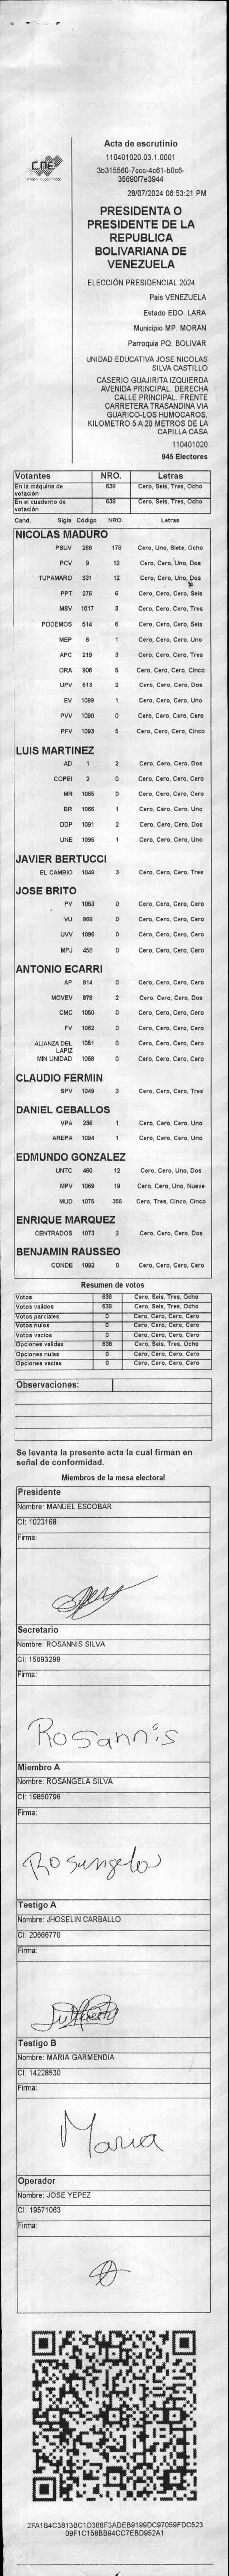 CNE
Acta de escrutinio
110401020.03.1.0001
3b315560-7ccc-4c61-b0c6-
35690f7e3944
28/07/2024 06:53:21 PM
PRESIDENTA O
PRESIDENTE DE LA
REPUBLICA
BOLIVARIANA DE
VENEZUELA
ELECCIÓN PRESIDENCIAL 2024
País VENEZUELA
Estado EDO. LARA
Municipio MP. MORAN
Parroquia PQ. BOLIVAR
UNIDAD EDUCATIVA JOSE NICOLAS
SILVA CASTILLO
CASERIO GUAJIRITA IZQUIERDA
AVENIDA PRINCIPAL. DERECHA
CALLE PRINCIPAL. FRENTE
CARRETERA TRASANDINA VIA
GUARICO-LOS HUMOCAROS,
KILOMETRO 5 A 20 METROS DE LA
CAPILLA CASA
110401020
945 Electores
Votantes NRO. Letras
En la máquina de votación 638 Cero, Seis, Tres, Ocho
En el cuaderno de votación 638 Cero, Seis, Tres, Ocho
Cand. Sigla Código NRO. Letras
NICOLAS MADURO
PSUV 269 178 Cero, Uno, Siete, Ocho
PCV 9 12 Cero, Cero, Uno, Dos
TUPAMARO 931 12 Cero, Cero, Uno, Dos
PPT 276 6 Cero, Cero, Cero, Seis
MSV 1017 3 Cero, Cero, Cero, Tres
PODEMOS 514 6 Cero, Cero, Cero, Seis
MEP 6 1 Cero, Cero, Cero, Uno
APC 219 3 Cero, Cero, Cero, Tres
ORA 906 5 Cero, Cero, Cero, Cinco
UPV 513 2 Cero, Cero, Cero, Dos
EV 1089 1 Cero, Cero, Cero, Uno
PVV 1090 0 Cero, Cero, Cero, Cero
PFV 1093 5 Cero, Cero, Cero, Cinco
LUIS MARTINEZ
AD 1 2 Cero, Cero, Cero, Dos
COPEI 2 0 Cero, Cero, Cero, Cero
MR 1065 0 Cero, Cero, Cero, Cero
BR 1066 1 Cero, Cero, Cero, Uno
DDP 1091 2 Cero, Cero, Cero, Dos
UNE 1095 1 Cero, Cero, Cero, Uno
JAVIER BERTUCCI
EL CAMBIO 1048 3 Cero, Cero, Cero, Tres
JOSE BRITO
PV 1053 0 Cero, Cero, Cero, Cero
VU 868 0 Cero, Cero, Cero, Cero
UVV 1096 0 Cero, Cero, Cero, Cero
MPJ 458 0 Cero, Cero, Cero, Cero
ANTONIO ECARRI
AP 814 0 Cero, Cero, Cero, Cero
MOVEV 878 2 Cero, Cero, Cero, Dos
CMC 1050 0 Cero, Cero, Cero, Cero
FV 1062 0 Cero, Cero, Cero, Cero
ALIANZA DEL LAPIZ 1051 0 Cero, Cero, Cero, Cero
MIN UNIDAD 1058 0 Cero, Cero, Cero, Cero
CLAUDIO FERMIN
SPV 1049 3 Cero, Cero, Cero, Tres
DANIEL CEBALLOS
VPA 236 1 Cero, Cero, Cero, Uno
AREPA 1094 1 Cero, Cero, Cero, Uno
EDMUNDO GONZALEZ
UNTC 460 12 Cero, Cero, Uno, Dos
MPV 1069 19 Cero, Cero, Uno, Nueve
MUD 1075 355 Cero, Tres, Cinco, Cinco
ENRIQUE MARQUEZ
CENTRADOS 1073 2 Cero, Cero, Cero, Dos
BENJAMIN RAUSSEO
CONDE 1092 0 Cero, Cero, Cero, Cero
Resumen de votos
Votos 638 Cero, Seis, Tres, Ocho
Votos validos 638 Cero, Seis, Tres, Ocho
Votos parciales 0 Cero, Cero, Cero, Cero
Votos nulos 0 Cero, Cero, Cero, Cero
Votos vacios 0 Cero, Cero, Cero, Cero
Opciones validas 638 Cero, Seis, Tres, Ocho
Opciones nulas 0 Cero, Cero, Cero, Cero
Opciones vacias 0 Cero, Cero, Cero, Cero
Observaciones:
Se levanta la presente acta la cual firman en
señal de conformidad.
Miembros de la mesa electoral
Presidente
Nombre: MANUEL ESCOBAR
CI: 1023168
Firma:
Secretario
Nombre: ROSANNIS SILVA
CI: 15093298
Firma:
Rosannis
Miembro A
Nombre: ROSANGELA SILVA
CI: 19850796
Firma:
Rosangela
Testigo A
Nombre: JHOSELIN CARBALLO
CI: 20666770
Firma:
Testigo B
Nombre: MARIA GARMENDIA
CI: 14228530
Firma:
Maria
Operador
Nombre: JOSE YEPEZ
CI: 19571063
Firma:
2FA1B4C3813BC1D388F3ADEB9199DC97059FDC523
09F1C158BB94CC7EBD952A1